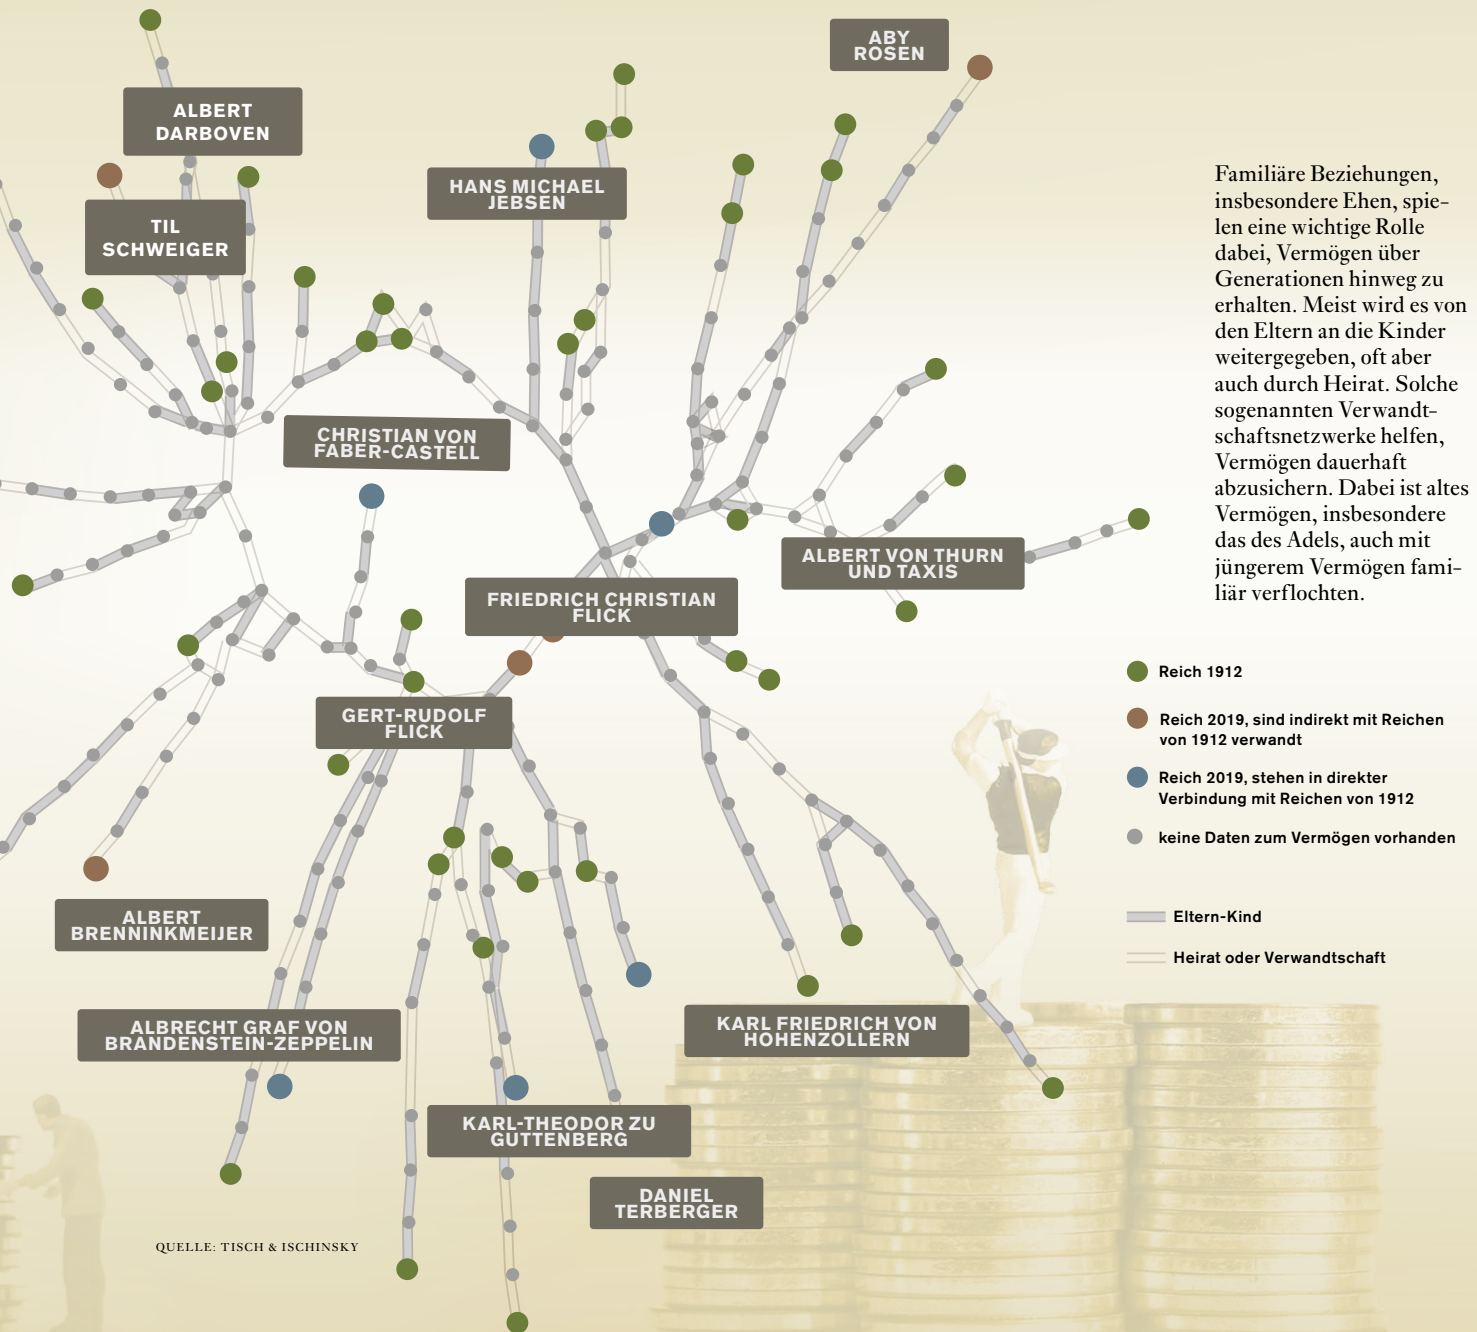 ABY
ROSEN
ALBERT
DARBOVEN
HANS MICHAEL
JEBSEN
TIL
SCHWEIGER
CHRISTIAN VON
FABER-CASTELL
ALBERT VON THURN
UND TAXIS
FRIEDRICH CHRISTIAN
FLICK
GERT-RUDOLF
FLICK
ALBERT
BRENNINKMEIJER
ALBRECHT GRAF VON
BRANDENSTEIN-ZEPPELIN
KARL FRIEDRICH VON
HOHENZOLLERN
KARL-THEODOR ZU
GUTTENBERG
DANIEL
TERBERGER
QUELLE: TISCH & ISCHINSKY
Familiäre Beziehungen,
insbesondere Ehen, spie-
len eine wichtige Rolle
dabei, Vermögen über
Generationen hinweg zu
erhalten. Meist wird es von
den Eltern an die Kinder
weitergegeben, oft aber
auch durch Heirat. Solche
sogenannten Verwandt-
schaftsnetzwerke helfen,
Vermögen dauerhaft
abzusichern. Dabei ist altes
Vermögen, insbesondere
das des Adels, auch mit
jüngerem Vermögen fami-
liär verflochten.
Reich 1912
Reich 2019, sind indirekt mit Reichen
von 1912 verwandt
Reich 2019, stehen in direkter
Verbindung mit Reichen von 1912
keine Daten zum Vermögen vorhanden
Eltern-Kind
Heirat oder Verwandtschaft